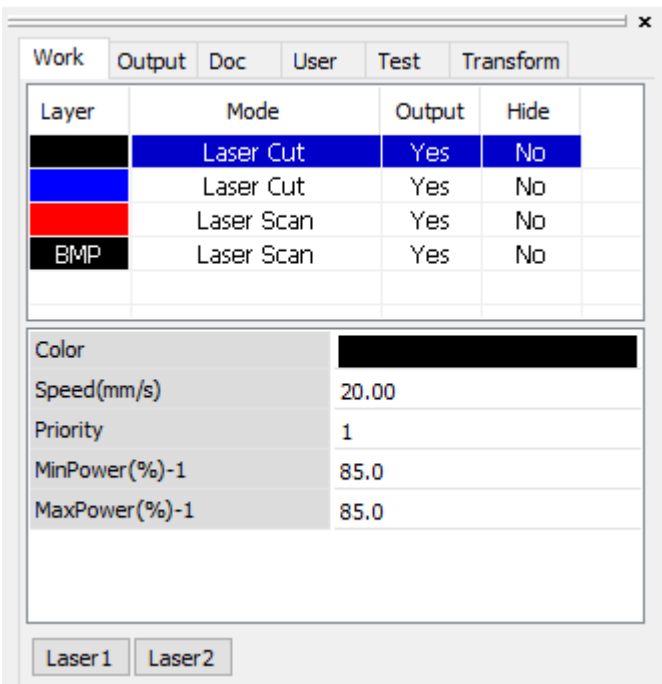 x
Work Output Doc User Test Transform
Layer Mode Output Hide
Laser Cut Yes No
Laser Cut Yes No
Laser Scan Yes No
BMP Laser Scan Yes No
Color
Speed(mm/s) 20.00
Priority 1
MinPower(%)-1 85.0
MaxPower(%)-1 85.0
Laser1 Laser2